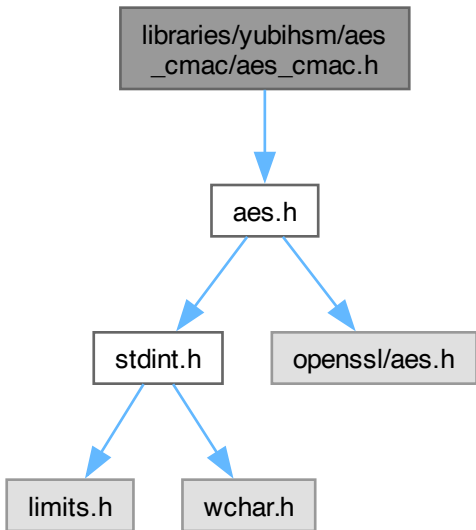 libraries/yubihsm/aes
_cmac/aes_cmac.h
aes.h
stdint.h
openssl/aes.h
limits.h
wchar.h